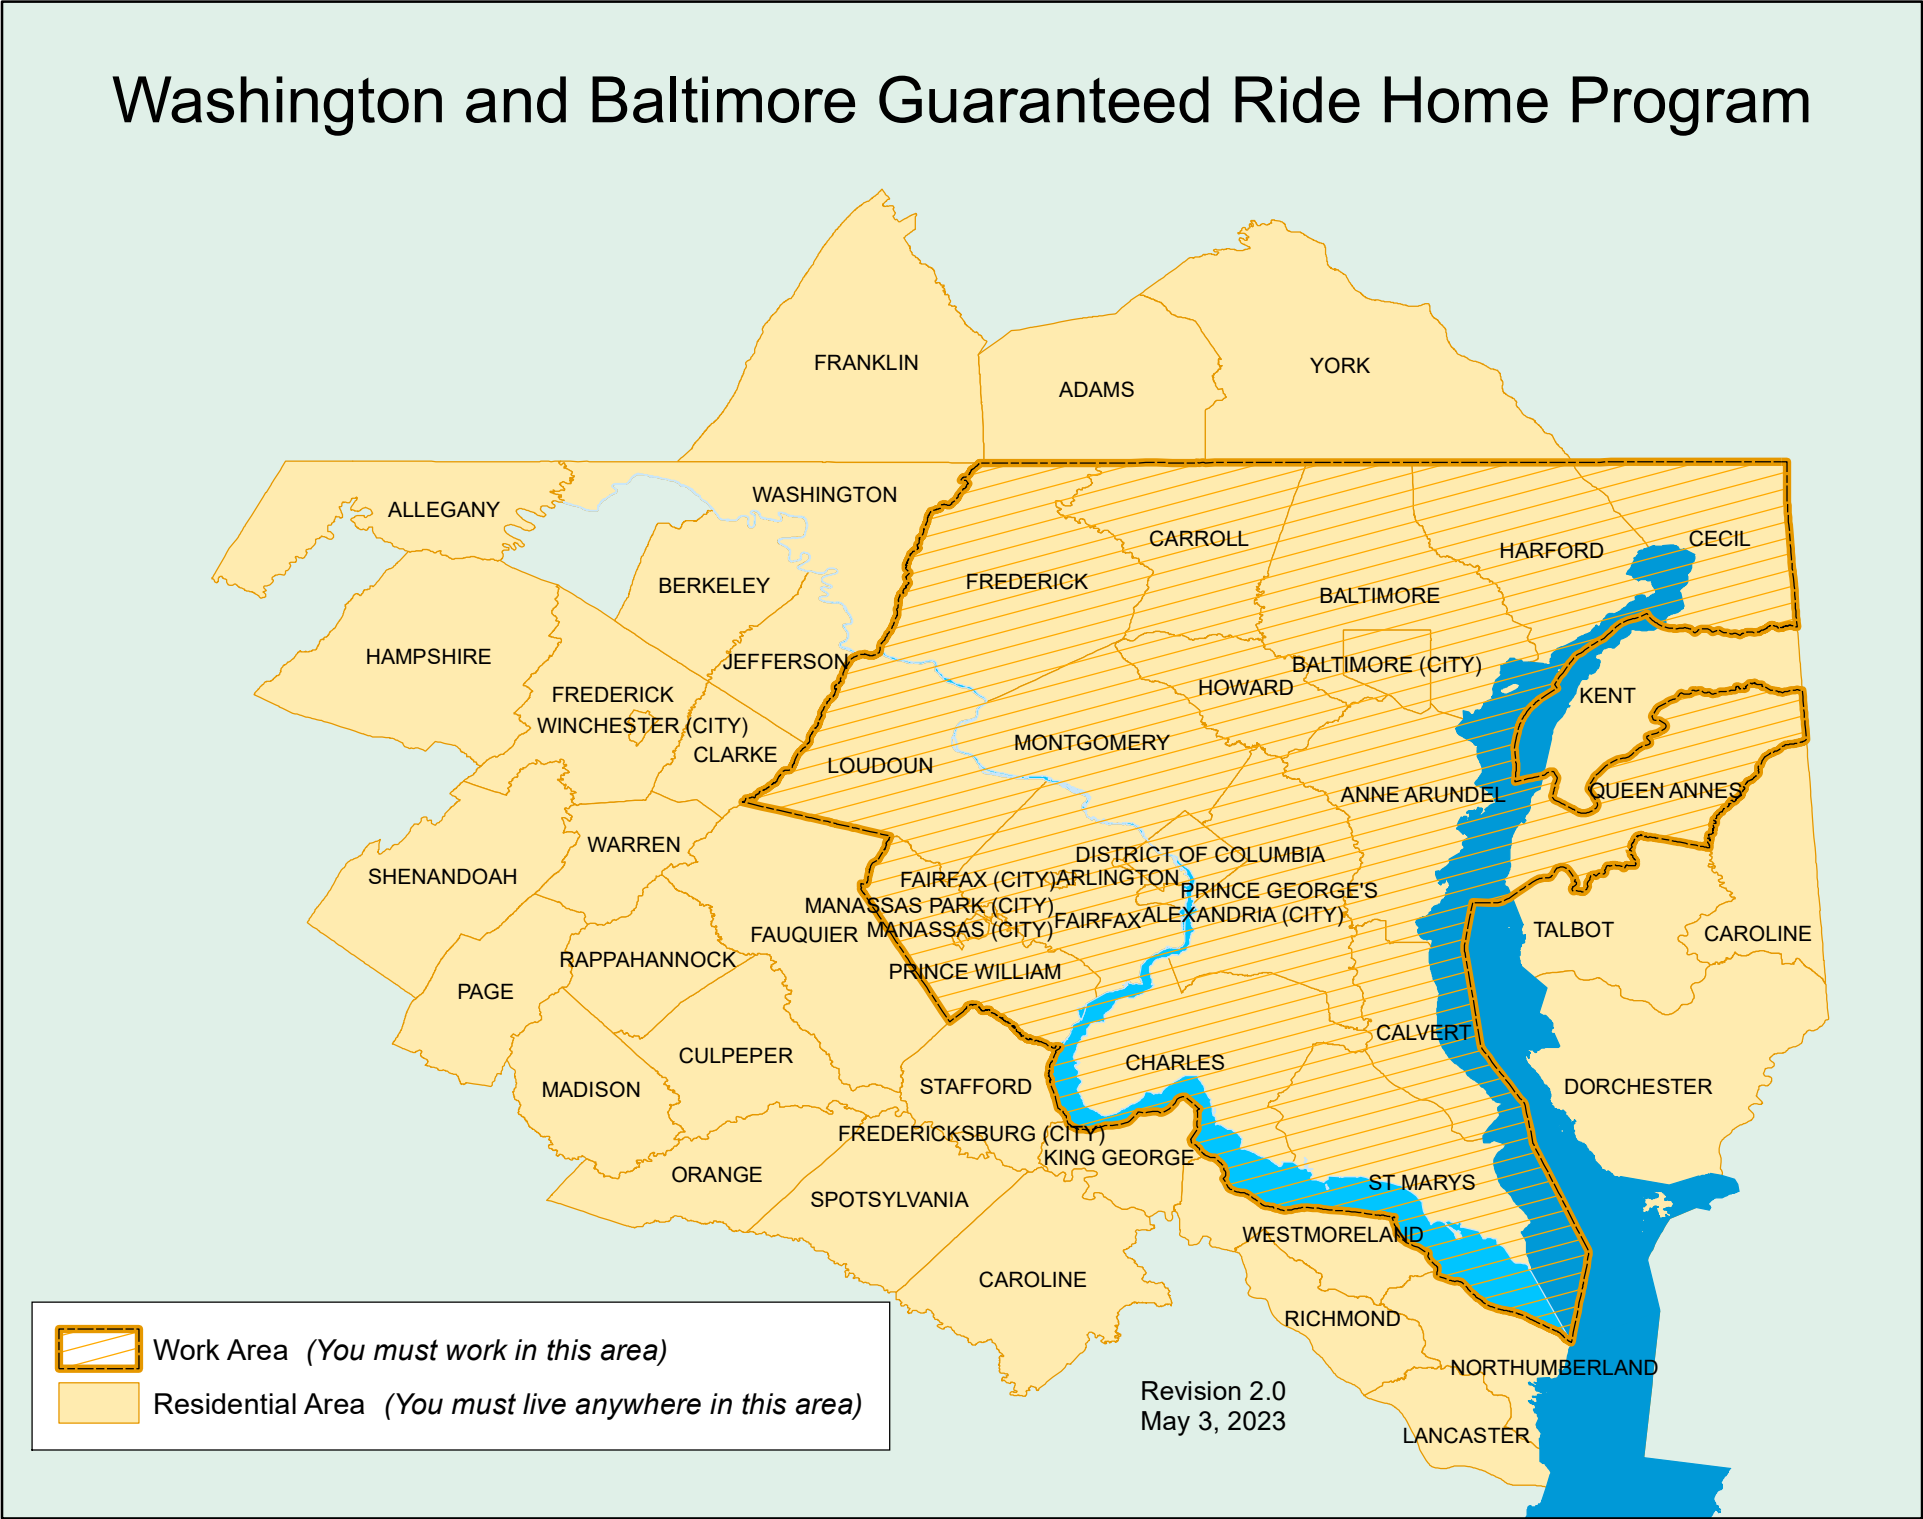 Washington and Baltimore Guaranteed Ride Home Program
FRANKLIN
ADAMS
YORK
ALLEGANY
WASHINGTON
CARROLL
HARFORD
CECIL
BERKELEY
FREDERICK
BALTIMORE
HAMPSHIRE
JEFFERSON
BALTIMORE (CITY)
HOWARD
KENT
FREDERICK
WINCHESTER (CITY)
CLARKE
LOUDOUN
MONTGOMERY
ANNE ARUNDEL
QUEEN ANNES
WARREN
SHENANDOAH
DISTRICT OF COLUMBIA
FAIRFAX (CITY)
ARLINGTON
PRINCE GEORGE'S
MANASSAS PARK (CITY)
FAIRFAX
ALEXANDRIA (CITY)
FAUQUIER
MANASSAS (CITY)
TALBOT
CAROLINE
RAPPAHANNOCK
PRINCE WILLIAM
PAGE
CALVERT
CULPEPER
CHARLES
MADISON
STAFFORD
DORCHESTER
FREDERICKSBURG (CITY)
KING GEORGE
ORANGE
SPOTSYLVANIA
ST MARYS
WESTMORELAND
CAROLINE
RICHMOND
NORTHUMBERLAND
LANCASTER
Work Area (You must work in this area)
Residential Area (You must live anywhere in this area)
Revision 2.0
May 3, 2023